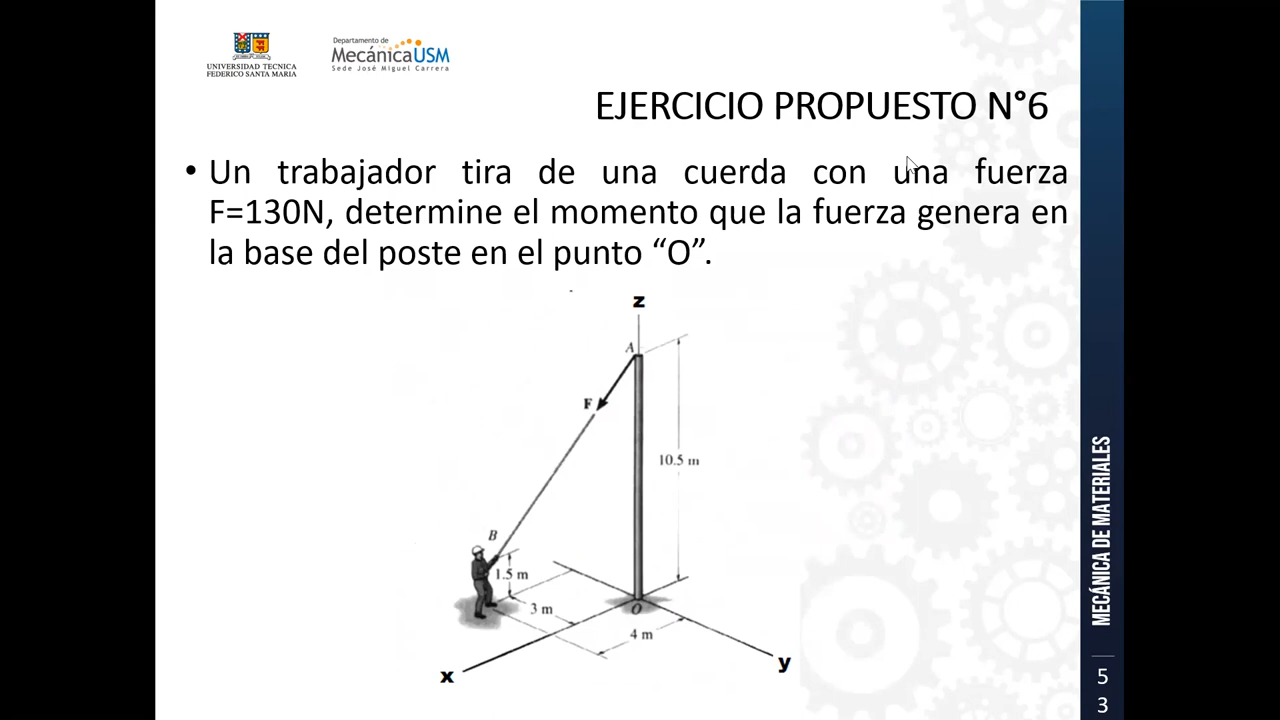 UNIVERSIDAD TECNICA
FEDERICO SANTA MARIA
Departamento de
MecánicaUSM
Sede José Miguel Carrera
EJERCICIO PROPUESTO N°6
• Un trabajador tira de una cuerda con una fuerza
F=130N, determine el momento que la fuerza genera en
la base del poste en el punto “O”.
z
A
F
10.5 m
B
1.5 m
3 m
O
4 m
x
y
MECÁNICA DE MATERIALES
5
3